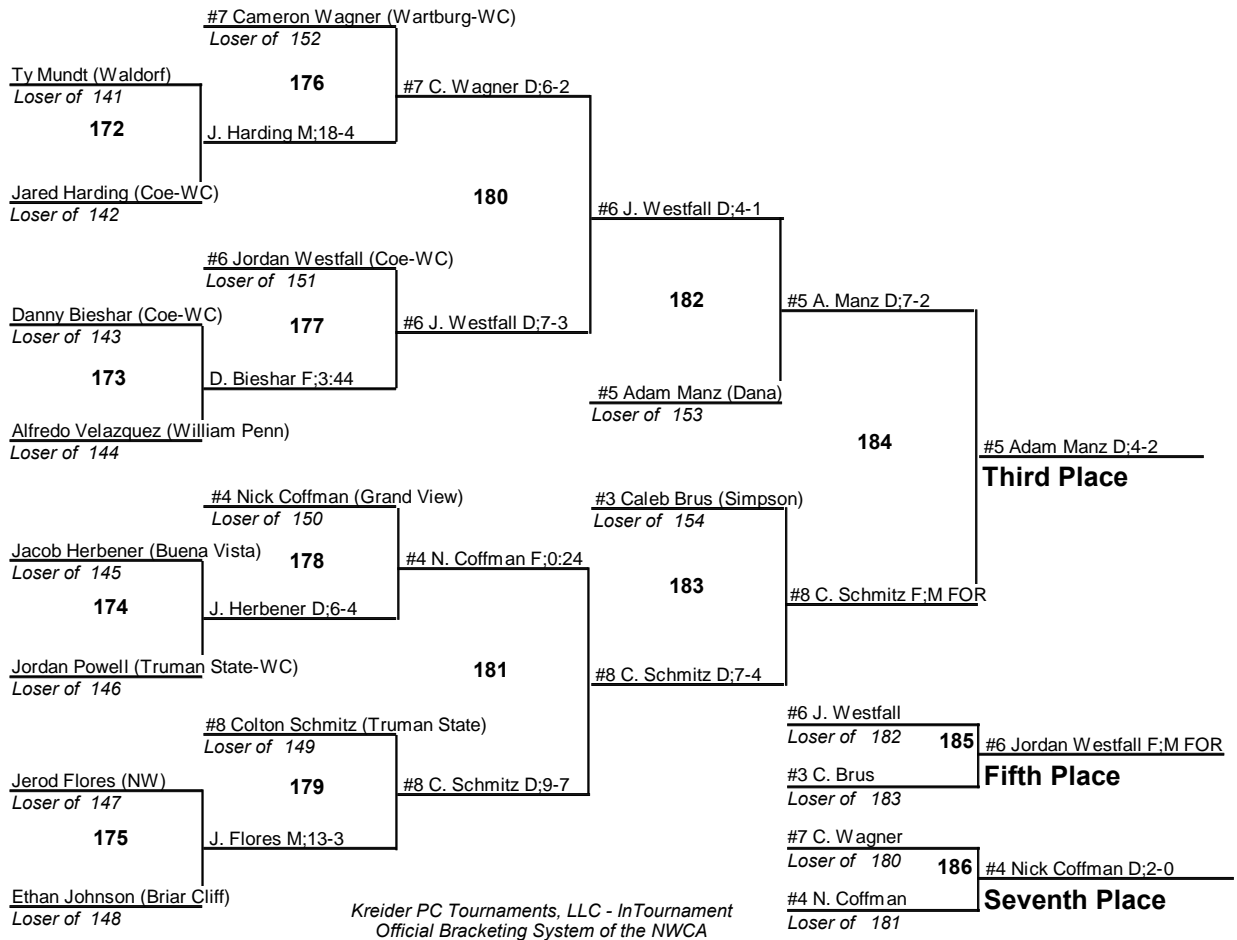 #7 Cameron Wagner (Wartburg-WC)
Loser of 152
Ty Mundt (Waldorf)
Loser of 141
176
#7 C. Wagner D;6-2
172
J. Harding M;18-4
Jared Harding (Coe-WC)
Loser of 142
180
#6 J. Westfall D;4-1
#6 Jordan Westfall (Coe-WC)
Loser of 151
Danny Bieshar (Coe-WC)
Loser of 143
177
#6 J. Westfall D;7-3
182
#5 A. Manz D;7-2
173
D. Bieshar F;3:44
#5 Adam Manz (Dana)
Loser of 153
Alfredo Velazquez (William Penn)
Loser of 144
184
#5 Adam Manz D;4-2
Third Place
#4 Nick Coffman (Grand View)
Loser of 150
#3 Caleb Brus (Simpson)
Loser of 154
Jacob Herbener (Buena Vista)
Loser of 145
178
#4 N. Coffman F;0:24
174
J. Herbener D;6-4
183
#8 C. Schmitz F;M FOR
Jordan Powell (Truman State-WC)
Loser of 146
181
#8 C. Schmitz D;7-4
#8 Colton Schmitz (Truman State)
Loser of 149
#6 J. Westfall
Loser of 182
185
#6 Jordan Westfall F;M FOR
Fifth Place
Jerod Flores (NW)
Loser of 147
179
#8 C. Schmitz D;9-7
#3 C. Brus
Loser of 183
175
J. Flores M;13-3
#7 C. Wagner
Loser of 180
186
#4 Nick Coffman D;2-0
Seventh Place
Ethan Johnson (Briar Cliff)
Loser of 148
#4 N. Coffman
Loser of 181
Kreider PC Tournaments, LLC - InTournament
Official Bracketing System of the NWCA